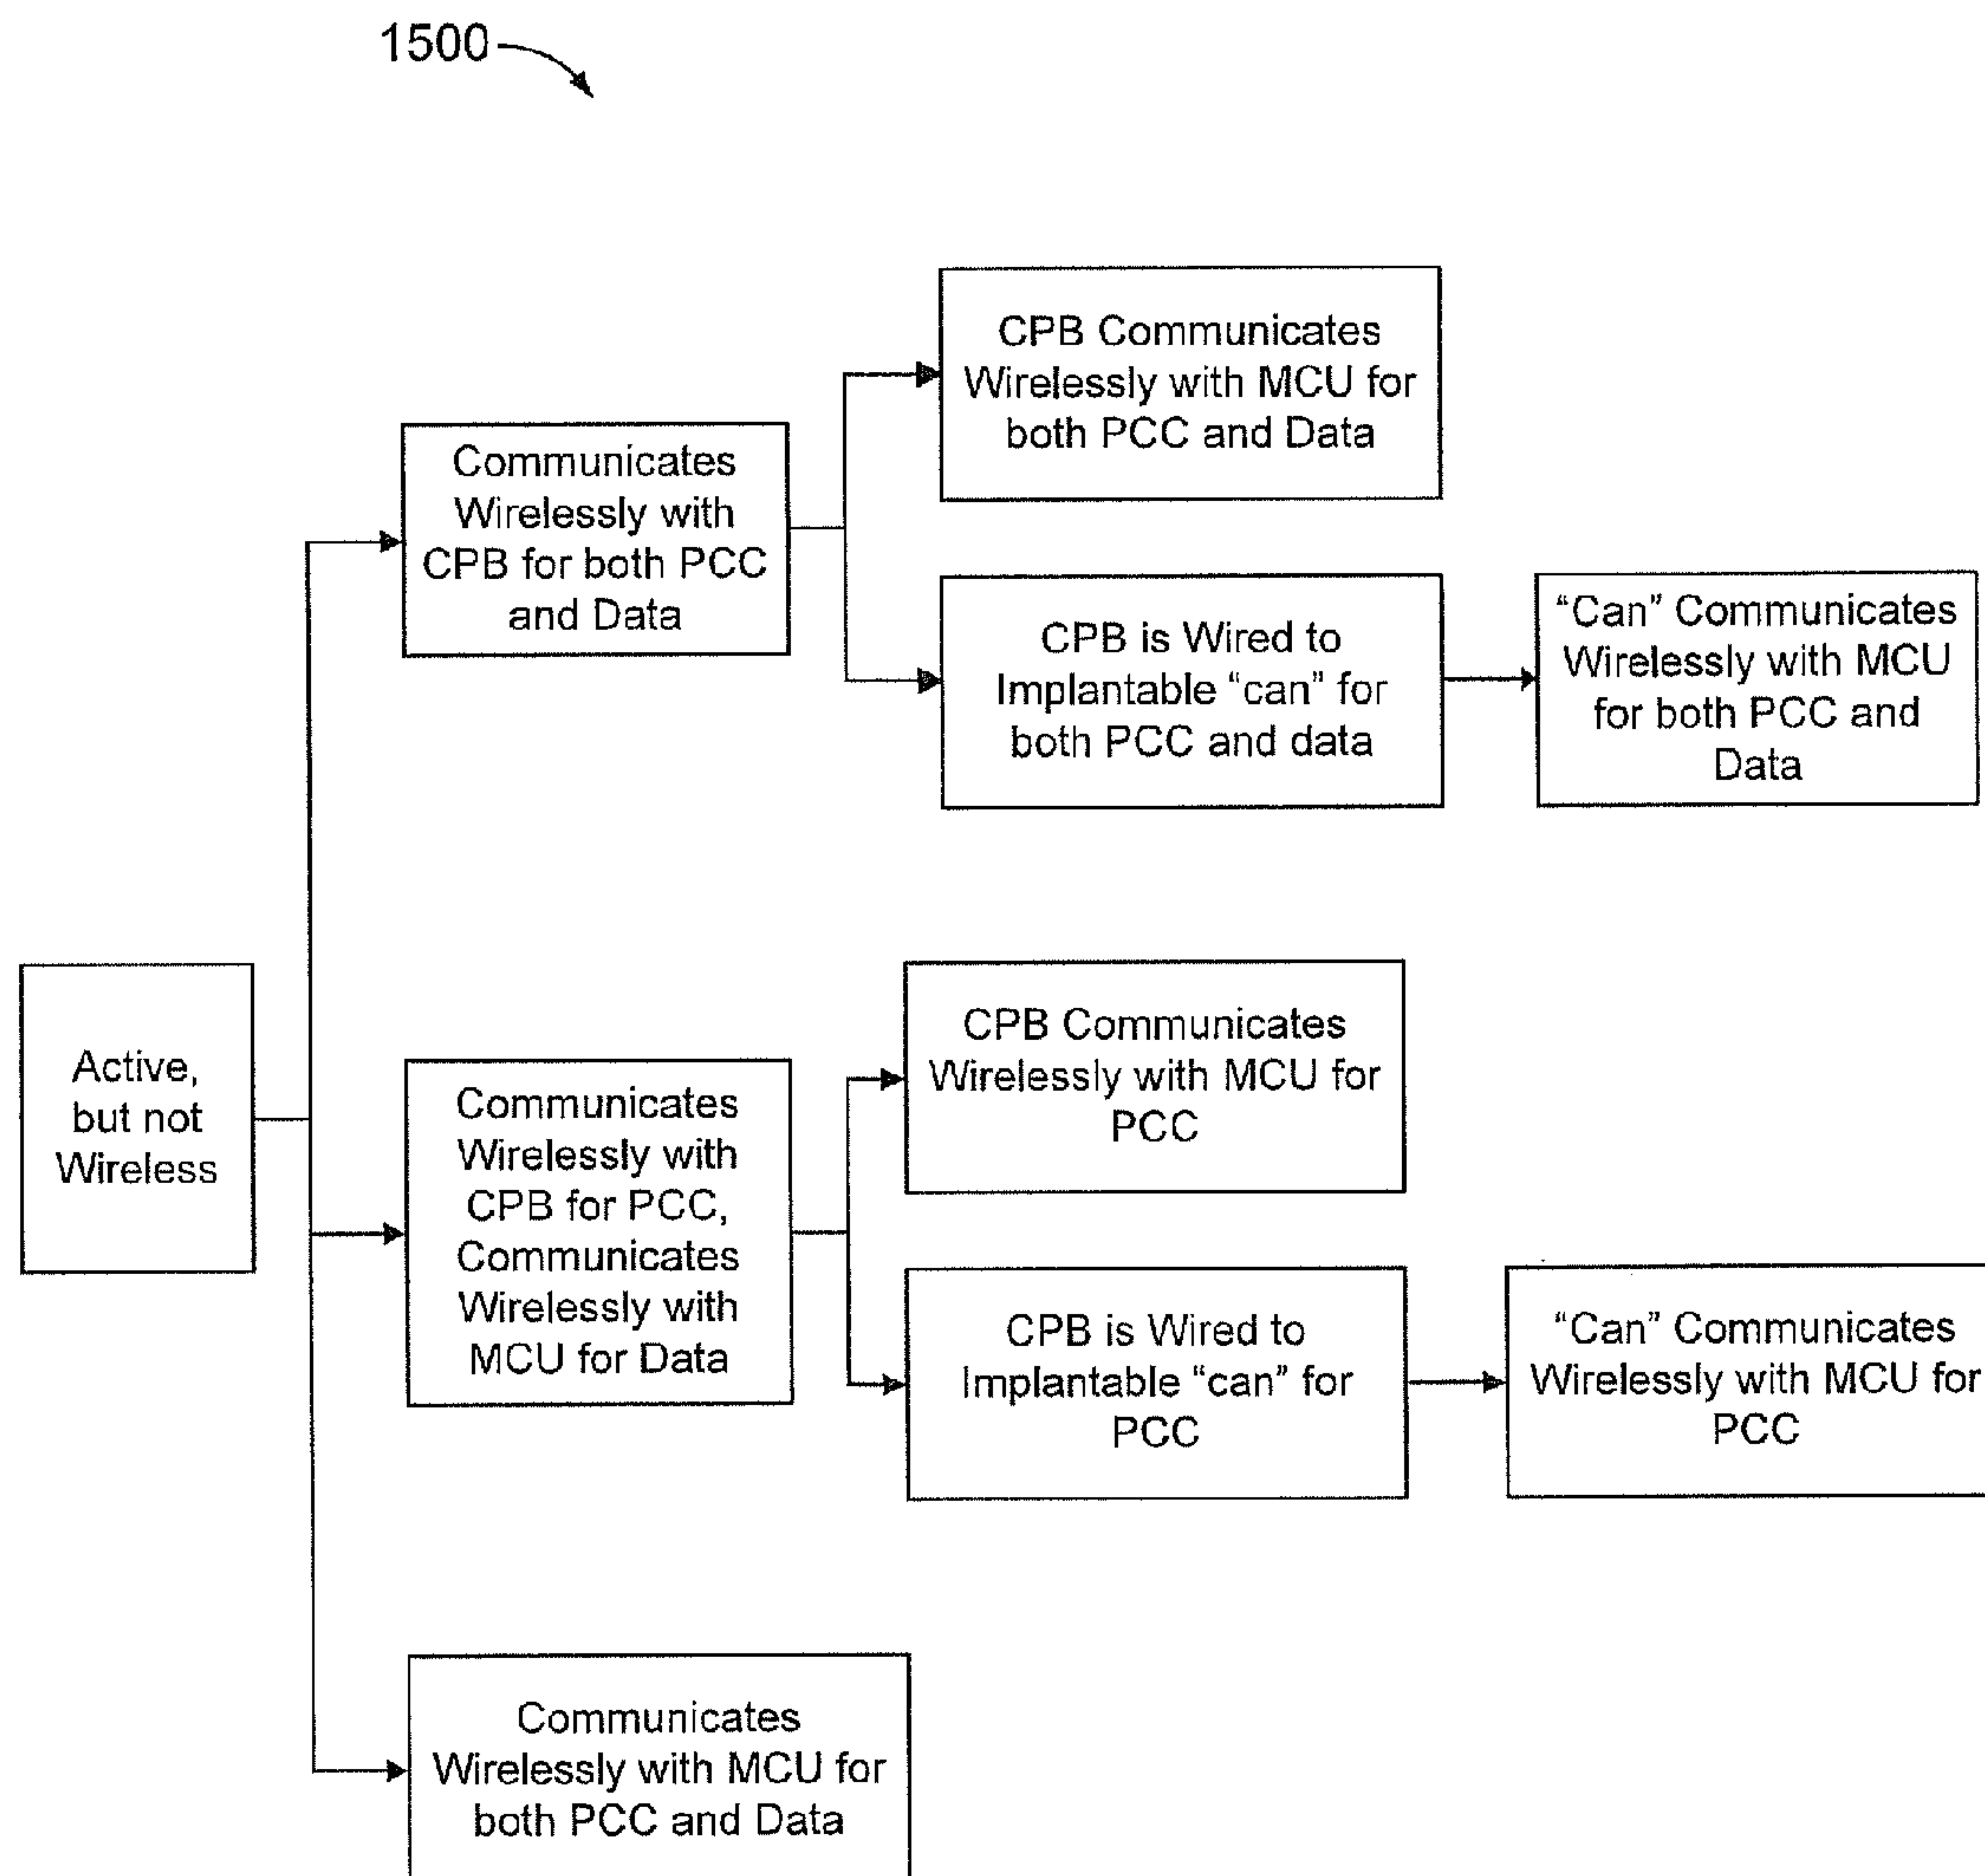 1500
CPB Communicates
Wirelessly with MCU for
both PCC and Data
Communicates
Wirelessly with
CPB for both PCC
and Data
CPB is Wired to
Implantable “can” for
both PCC and data
“Can” Communicates
Wirelessly with MCU
for both PCC and
Data
Active,
but not
Wireless
CPB Communicates
Wirelessly with MCU for
PCC
Communicates
Wirelessly with
CPB for PCC,
Communicates
Wirelessly with
MCU for Data
CPB is Wired to
Implantable “can” for
PCC
“Can” Communicates
Wirelessly with MCU for
PCC
Communicates
Wirelessly with MCU for
both PCC and Data